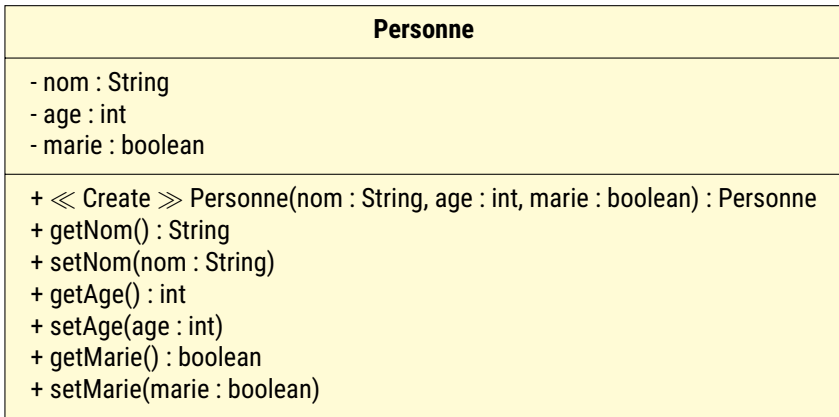 Personne
- nom : String
- age : int
- marie : boolean
+ ≪ Create ≫ Personne(nom : String, age : int, marie : boolean) : Personne
+ getNom() : String
+ setNom(nom : String)
+ getAge() : int
+ setAge(age : int)
+ getMarie() : boolean
+ setMarie(marie : boolean)